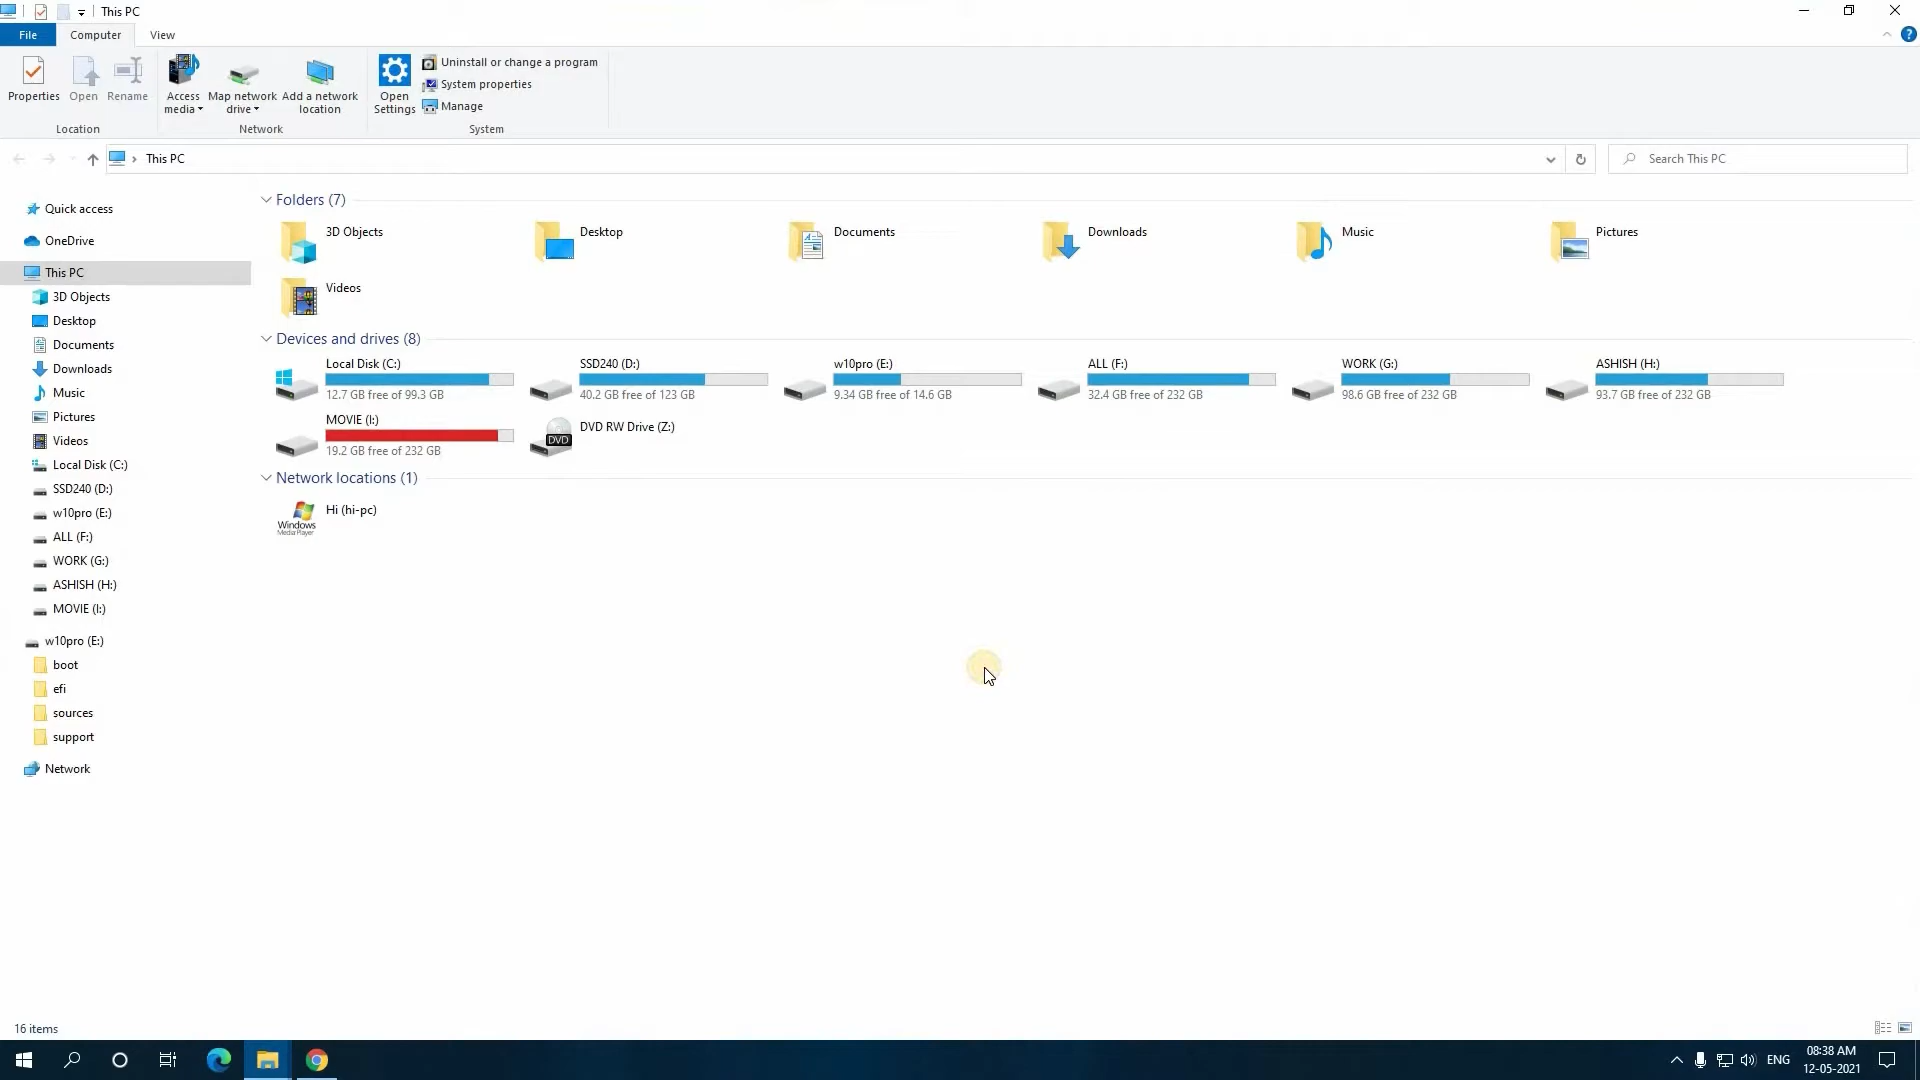 This PC
File Computer View
Properties Open Rename
Access media
Map network drive
Add a network location
Open Settings
Uninstall or change a program
System properties
Manage
Location Network System
This PC
Search This PC
Quick access
OneDrive
This PC
3D Objects
Desktop
Documents
Downloads
Music
Pictures
Videos
Local Disk (C:)
SSD240 (D:)
w10pro (E:)
ALL (F:)
WORK (G:)
ASHISH (H:)
MOVIE (I:)
w10pro (E:)
boot
efi
sources
support
Network
Folders (7)
3D Objects
Desktop
Documents
Downloads
Music
Pictures
Videos
Devices and drives (8)
Local Disk (C:)
12.7 GB free of 99.3 GB
SSD240 (D:)
40.2 GB free of 123 GB
w10pro (E:)
9.34 GB free of 14.6 GB
ALL (F:)
32.4 GB free of 232 GB
WORK (G:)
98.6 GB free of 232 GB
ASHISH (H:)
93.7 GB free of 232 GB
MOVIE (I:)
19.2 GB free of 232 GB
DVD
DVD RW Drive (Z:)
Network locations (1)
Windows
Media Player
Hi (hi-pc)
16 items
ENG
08:38 AM
12-05-2021